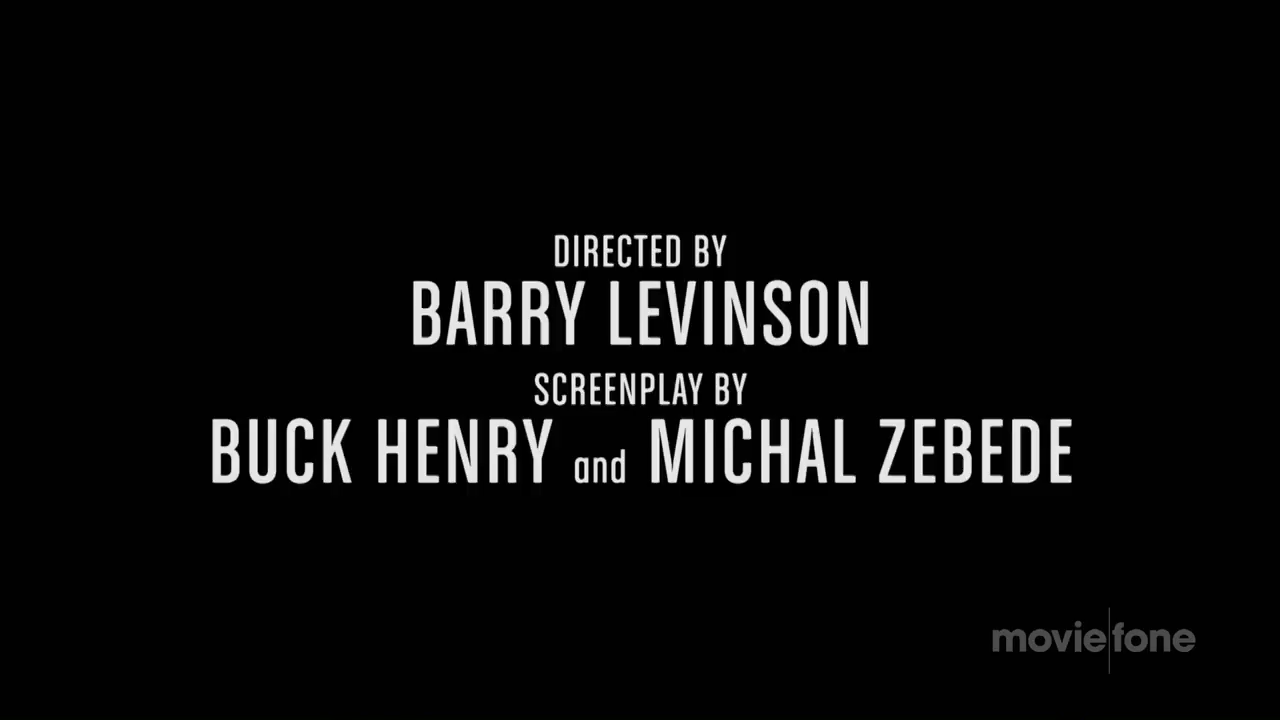 DIRECTED BY
BARRY LEVINSON
SCREENPLAY BY
BUCK HENRY and MICHAL ZEBEDE
moviefone